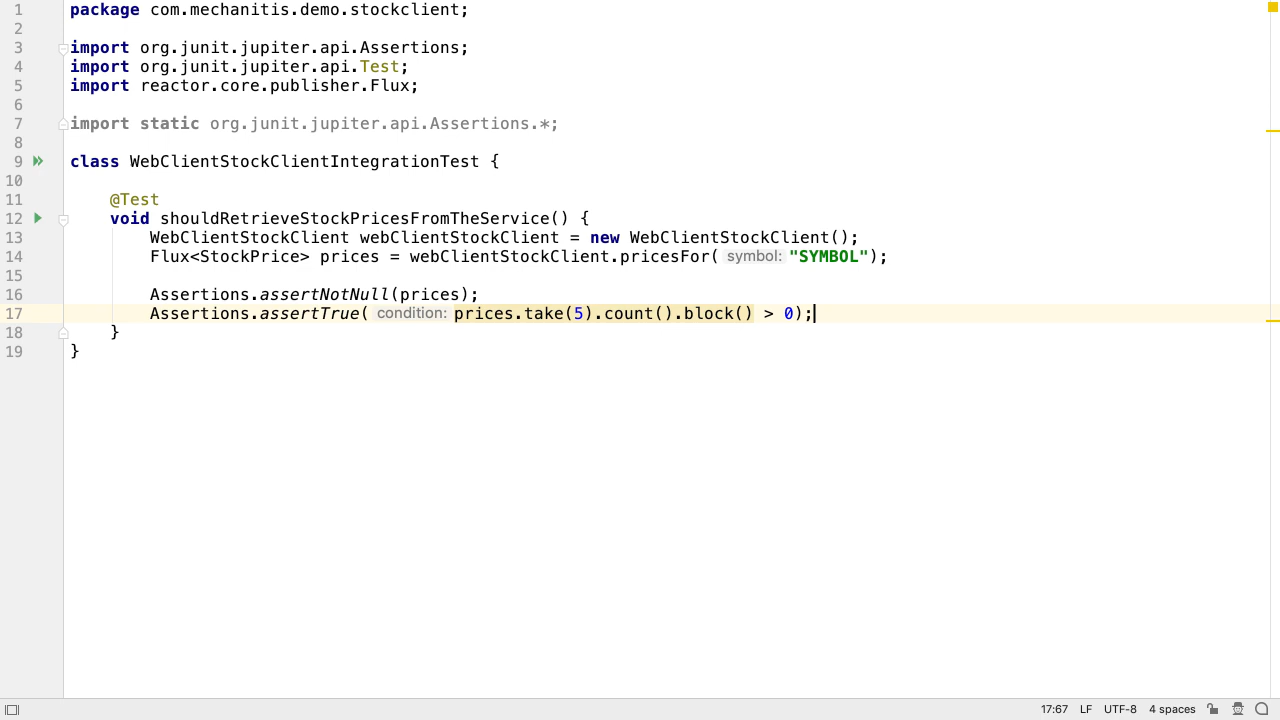 1 package com.mechanitis.demo.stockclient;
2
3 import org.junit.jupiter.api.Assertions;
4 import org.junit.jupiter.api.Test;
5 import reactor.core.publisher.Flux;
6
7 import static org.junit.jupiter.api.Assertions.*;
8
9 class WebClientStockClientIntegrationTest {
10
11 @Test
12 void shouldRetrieveStockPricesFromTheService() {
13 WebClientStockClient webClientStockClient = new WebClientStockClient();
14 Flux<StockPrice> prices = webClientStockClient.pricesFor( symbol: "SYMBOL");
15
16 Assertions.assertNotNull(prices);
17 Assertions.assertTrue( condition: prices.take(5).count().block() > 0);
18 }
19 }
17:67 LF UTF-8 4 spaces